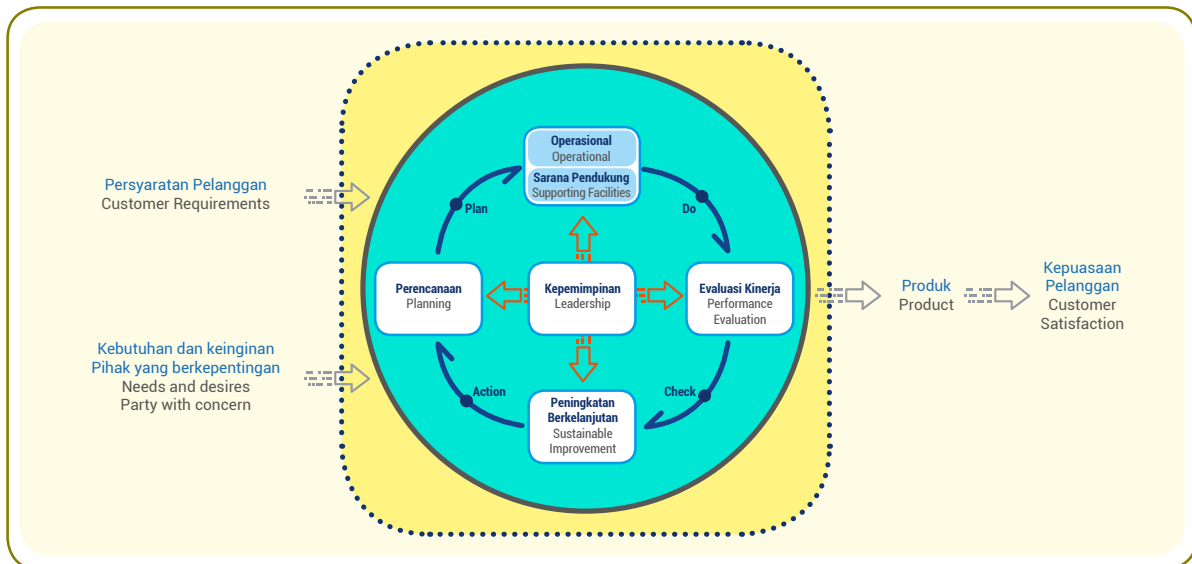 Persyaratan Pelanggan
Customer Requirements
Kebutuhan dan keinginan
Pihak yang berkepentingan
Needs and desires
Party with concern
Operasional
Operational
Sarana Pendukung
Supporting Facilities
Plan
Do
Perencanaan
Planning
Kepemimpinan
Leadership
Evaluasi Kinerja
Performance
Evaluation
Action
Check
Peningkatan
Berkelanjutan
Sustainable
Improvement
Produk
Product
Kepuasaan
Pelanggan
Customer
Satisfaction